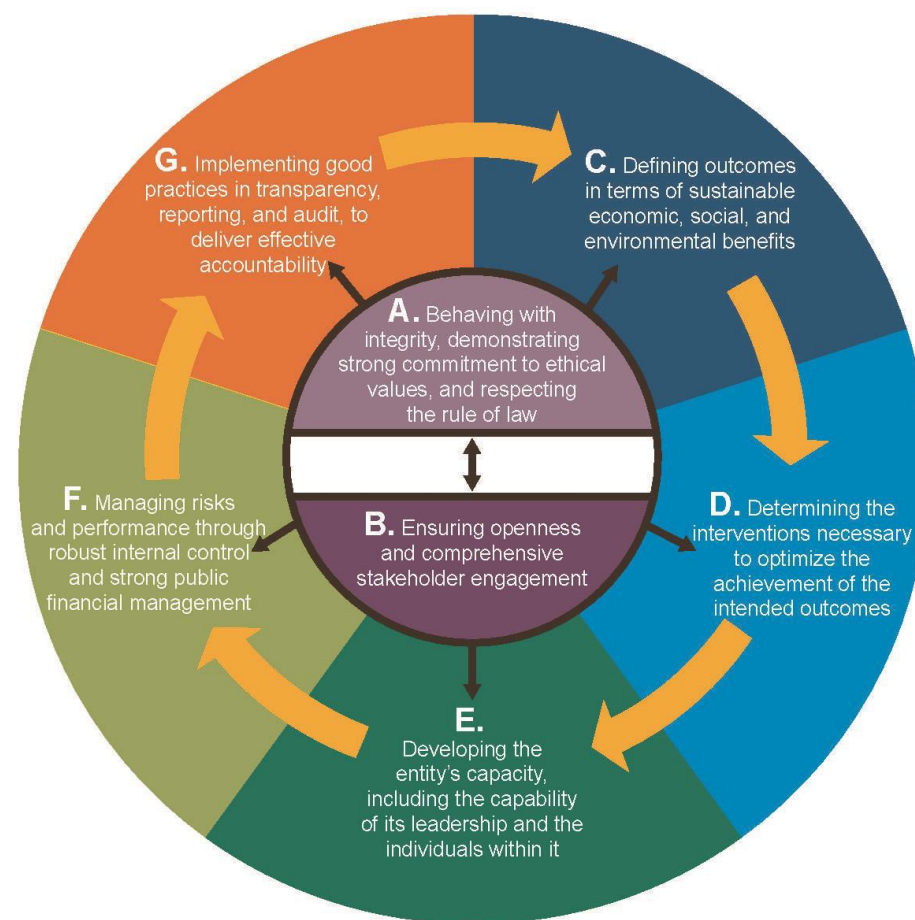 G. Implementing good
practices in transparency,
reporting, and audit, to
deliver effective
accountability
C. Defining outcomes
in terms of sustainable
economic, social, and
environmental benefits
A. Behaving with
integrity, demonstrating
strong commitment to ethical
values, and respecting
the rule of law
F. Managing risks
and performance through
robust internal control
and strong public
financial management
B. Ensuring openness
and comprehensive
stakeholder engagement
D. Determining the
interventions necessary
to optimize the
achievement of the
intended outcomes
E.
Developing the
entity's capacity,
including the capability
of its leadership and the
individuals within it